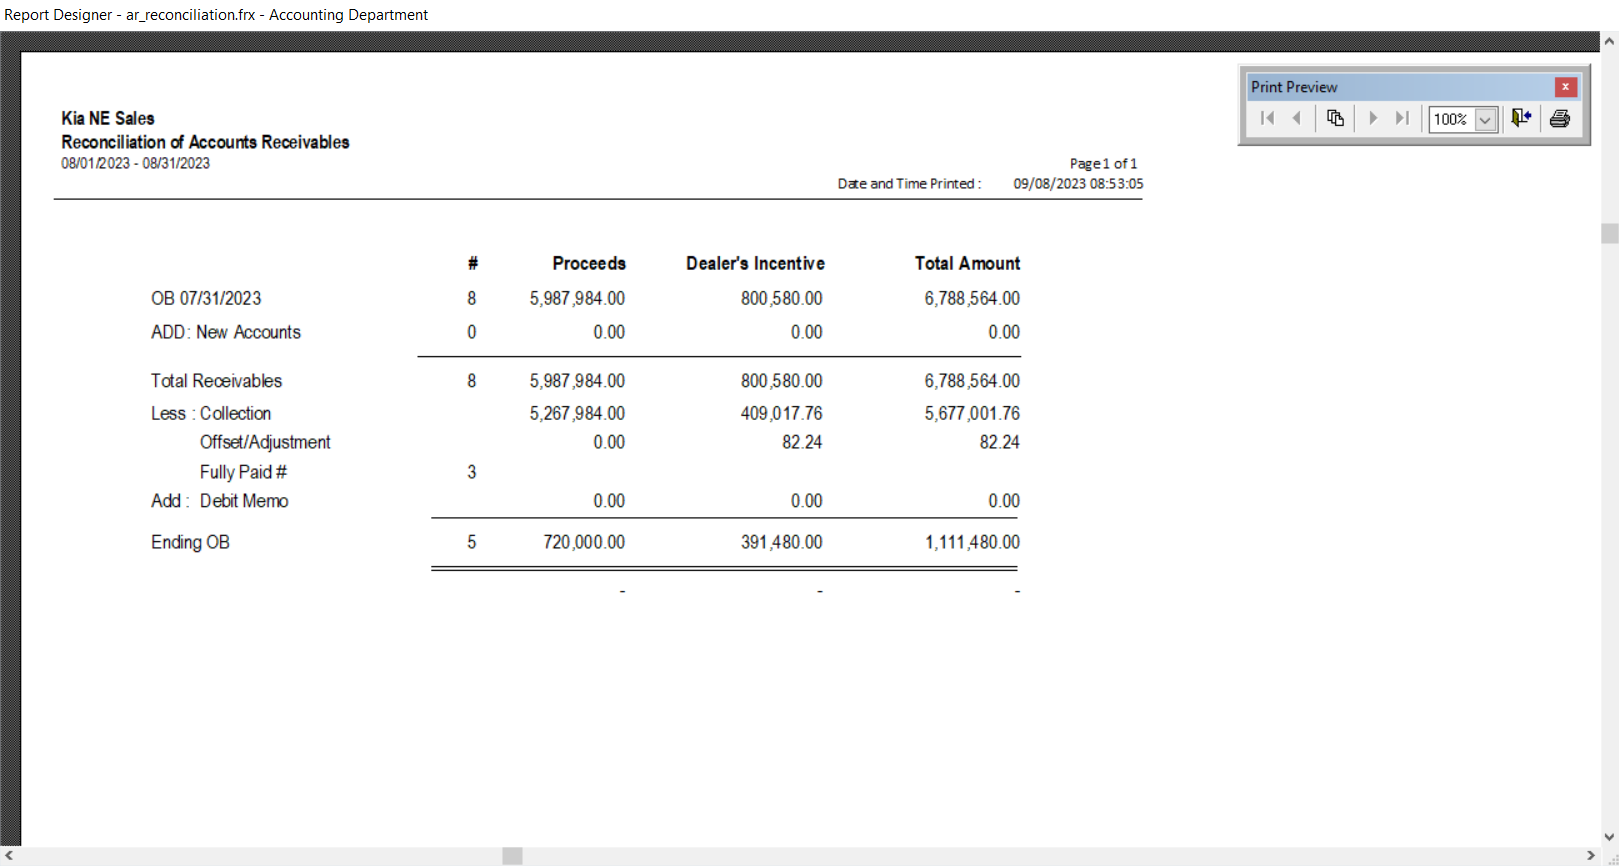 Report Designer - ar_reconciliation.frx - Accounting Department
Print Preview
100%
Kia NE Sales
Reconciliation of Accounts Receivables
08/01/2023 - 08/31/2023
Page 1 of 1
Date and Time Printed : 09/08/2023 08:53:05
# Proceeds Dealer's Incentive Total Amount
OB 07/31/2023 8 5,987,984.00 800,580.00 6,788,564.00
ADD: New Accounts 0 0.00 0.00 0.00
Total Receivables 8 5,987,984.00 800,580.00 6,788,564.00
Less : Collection 5,267,984.00 409,017.76 5,677,001.76
Offset/Adjustment 0.00 82.24 82.24
Fully Paid # 3
Add : Debit Memo 0.00 0.00 0.00
Ending OB 5 720,000.00 391,480.00 1,111,480.00
- - -